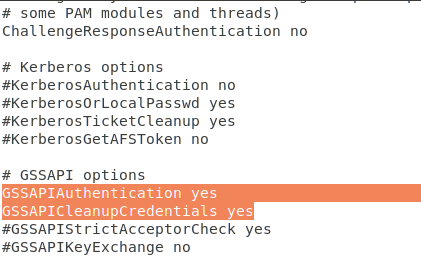 # some PAM modules and threads)
ChallengeResponseAuthentication no
# Kerberos options
#KerberosAuthentication no
#KerberosOrLocalPasswd yes
#KerberosTicketCleanup yes
#KerberosGetAFSToken no
# GSSAPI options
GSSAPIAuthentication yes
GSSAPICleanupCredentials yes
#GSSAPIStrictAcceptorCheck yes
#GSSAPIKeyExchange no